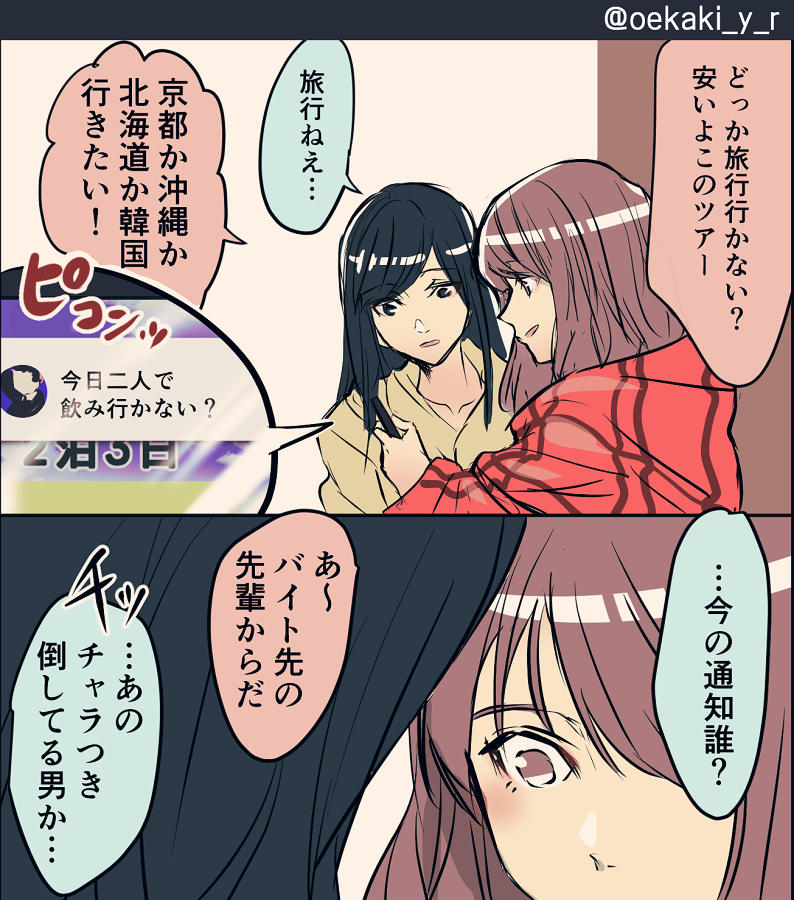 @oekaki_y_r
どっか旅行行かない？
安いよこのツアー
旅行ねえ…
京都か沖縄か
北海道か韓国
行きたい！
ピコンッ
今日二人で
飲み行かない？
2泊3日
…今の通知誰？
あ〜
バイト先の
先輩からだ
チッ
…あの
チャラつき
倒してる男か…